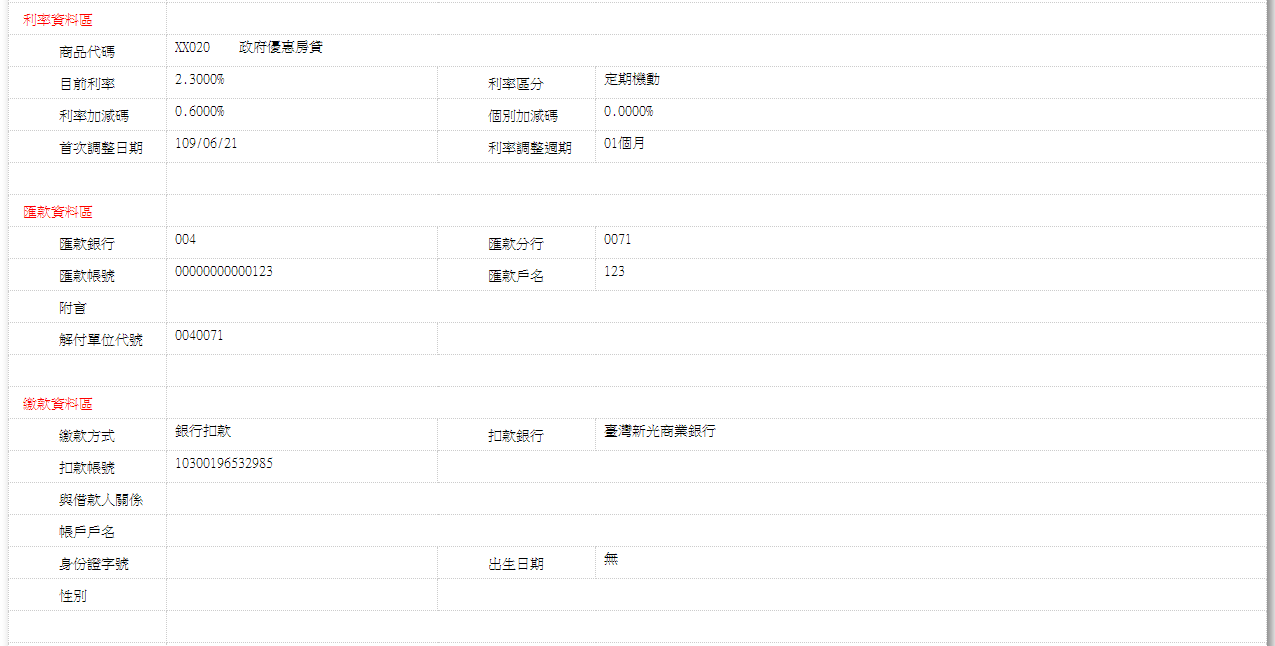 利率資料區
商品代碼 XX020 政府優惠房貸
目前利率 2.3000% 利率區分 定期機動
利率加減碼 0.6000% 個別加減碼 0.0000%
首次調整日期 109/06/21 利率調整週期 01個月
匯款資料區
匯款銀行 004 匯款分行 0071
匯款帳號 00000000000123 匯款戶名 123
附言
解付單位代號 0040071
繳款資料區
繳款方式 銀行扣款 扣款銀行 臺灣新光商業銀行
扣款帳號 10300196532985
與借款人關係
帳戶戶名
身份證字號 出生日期 無
性別